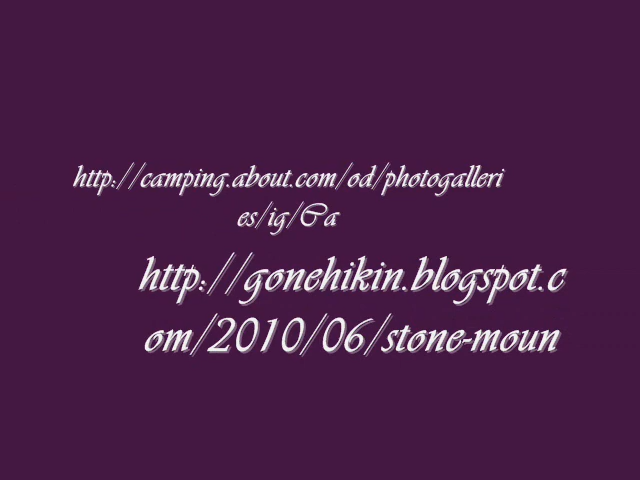 http://camping.about.com/od/photogalleri
es/ig/Ca
http://gonehikin.blogspot.c
om/2010/06/stone-moun